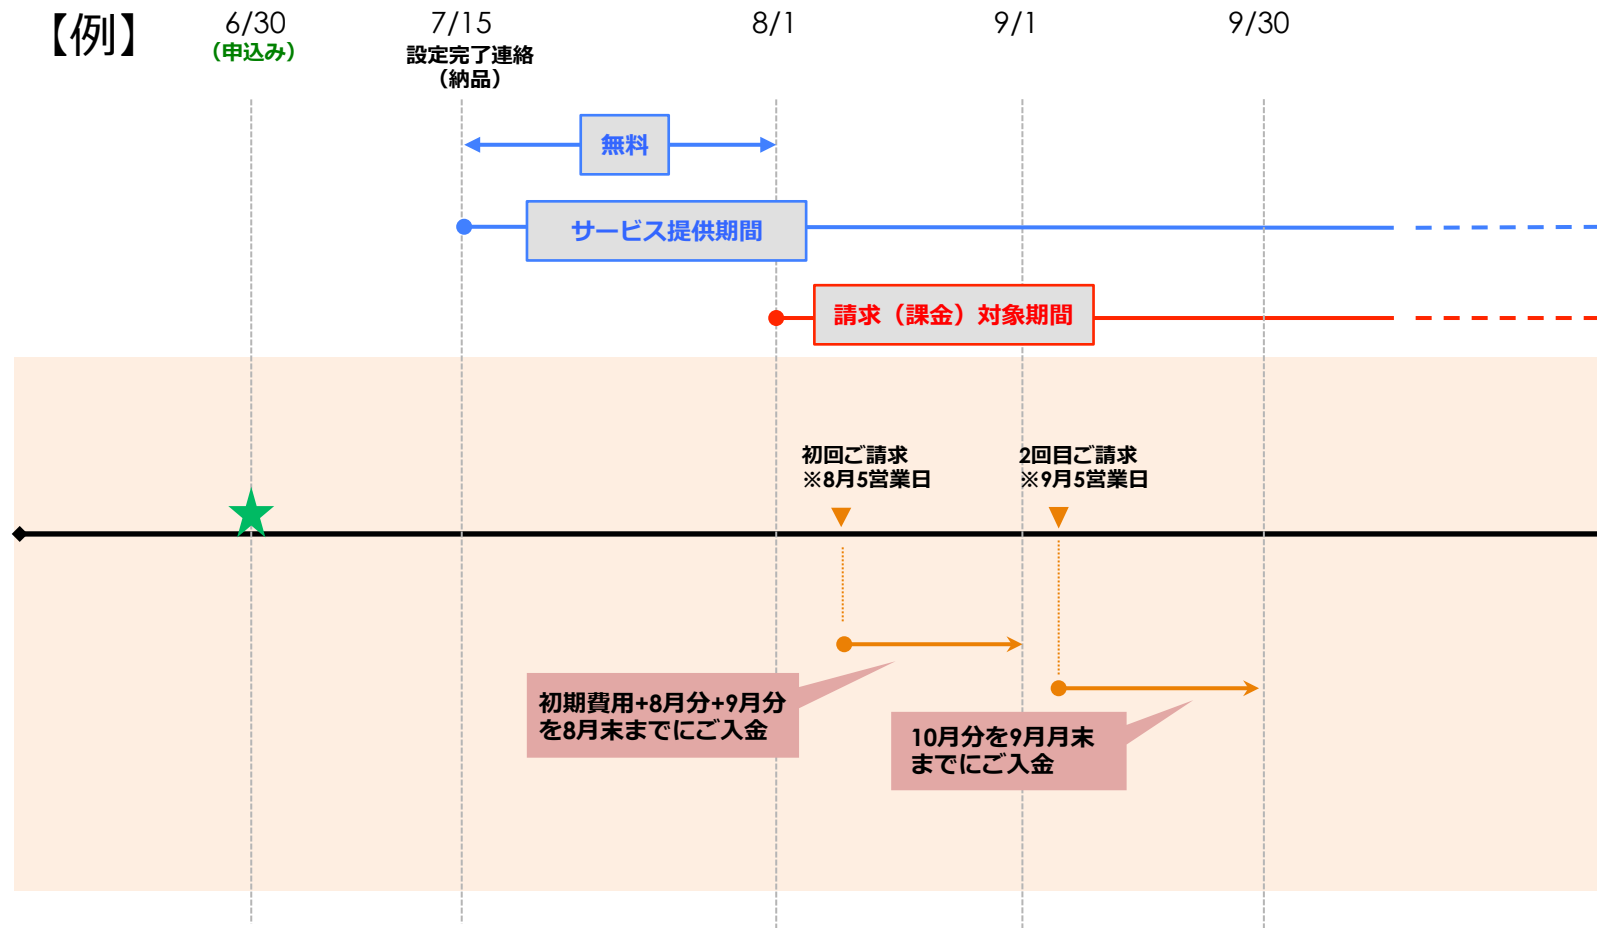 【例】
6/30
（申込み）
7/15
設定完了連絡
（納品）
8/1
9/1
9/30
無料
サービス提供期間
請求（課金）対象期間
初回ご請求
※8月5営業日
2回目ご請求
※9月5営業日
初期費用+8月分+9月分
を8月末までにご入金
10月分を9月月末
までにご入金